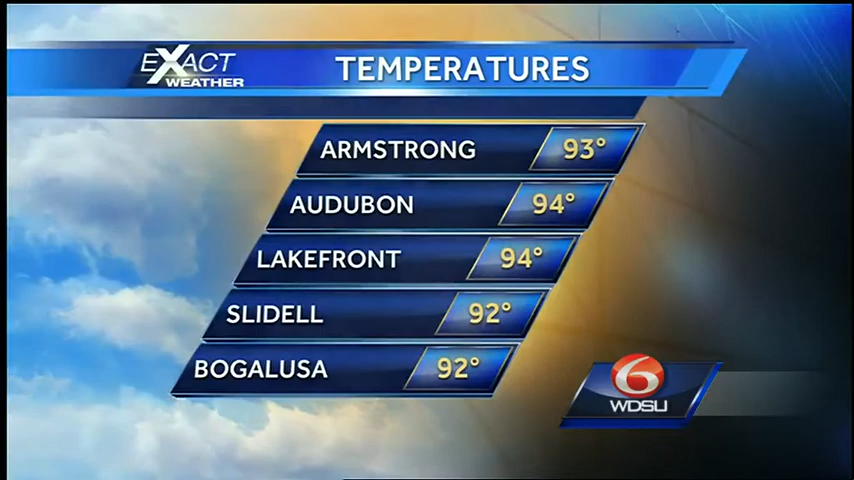 EXACT
WEATHER
TEMPERATURES
ARMSTRONG 93°
AUDUBON 94°
LAKEFRONT 94°
SLIDELL 92°
BOGALUSA 92°
6
WDSU